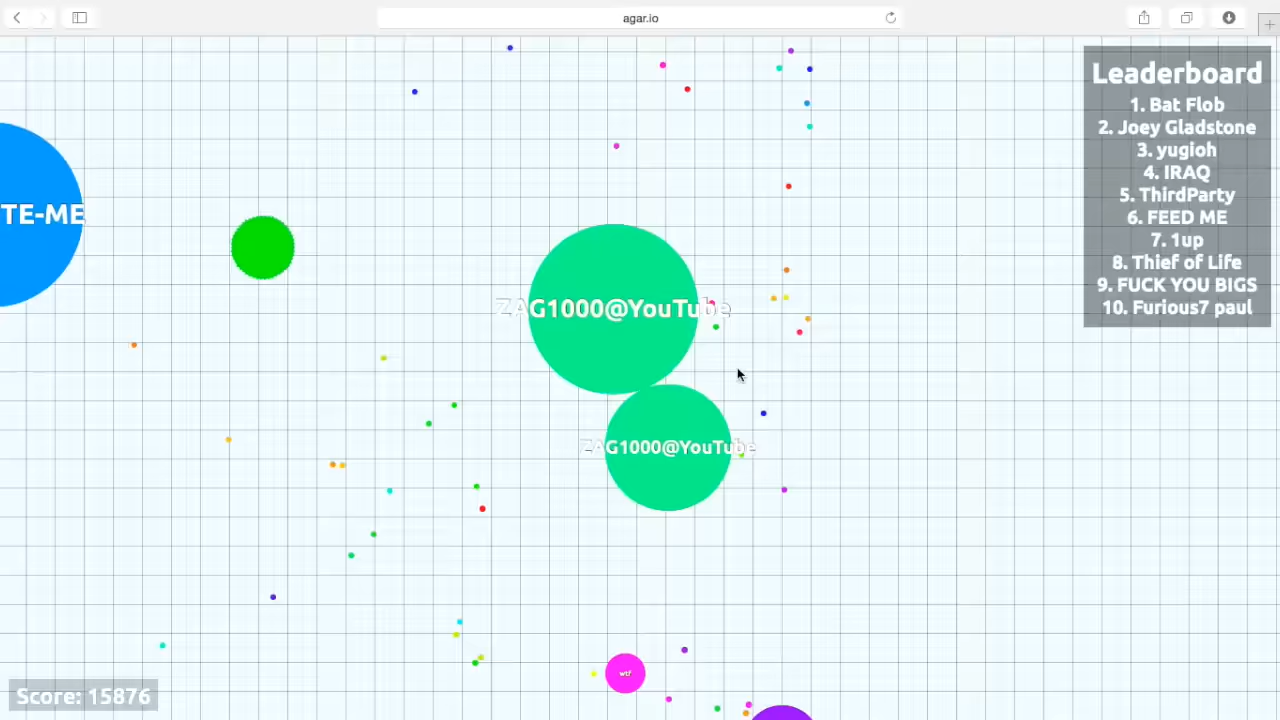 agar.io
Leaderboard
1. Bat Flob
2. Joey Gladstone
3. yugioh
4. IRAQ
5. ThirdParty
6. FEED ME
7. 1up
8. Thief of Life
9. FUCK YOU BIGS
10. Furious7 paul
TE-ME
ZAG1000@YouTube
ZAG1000@YouTube
wtf
Score: 15876